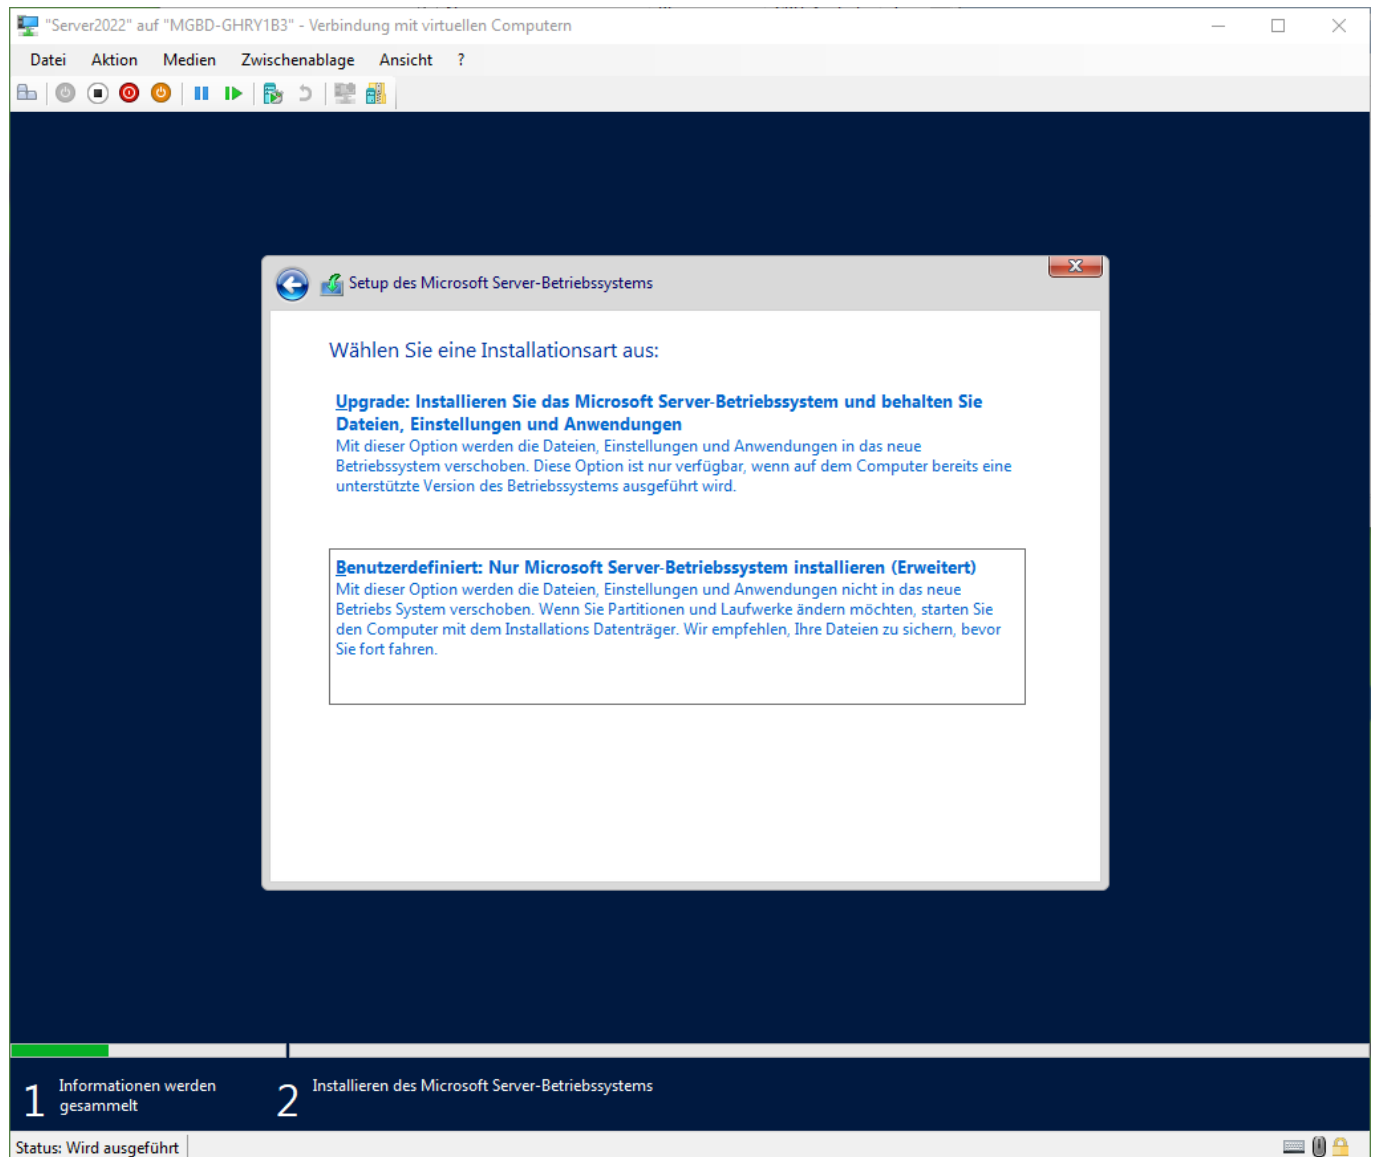 "Server2022" auf "MGBD-GHRY1B3" - Verbindung mit virtuellen Computern
Datei Aktion Medien Zwischenablage Ansicht ?
Setup des Microsoft Server-Betriebssystems
Wählen Sie eine Installationsart aus:
Upgrade: Installieren Sie das Microsoft Server-Betriebssystem und behalten Sie
Dateien, Einstellungen und Anwendungen
Mit dieser Option werden die Dateien, Einstellungen und Anwendungen in das neue
Betriebssystem verschoben. Diese Option ist nur verfügbar, wenn auf dem Computer bereits eine
unterstützte Version des Betriebssystems ausgeführt wird.
Benutzerdefiniert: Nur Microsoft Server-Betriebssystem installieren (Erweitert)
Mit dieser Option werden die Dateien, Einstellungen und Anwendungen nicht in das neue
Betriebs System verschoben. Wenn Sie Partitionen und Laufwerke ändern möchten, starten Sie
den Computer mit dem Installations Datenträger. Wir empfehlen, Ihre Dateien zu sichern, bevor
Sie fort fahren.
1 Informationen werden
gesammelt
2 Installieren des Microsoft Server-Betriebssystems
Status: Wird ausgeführt